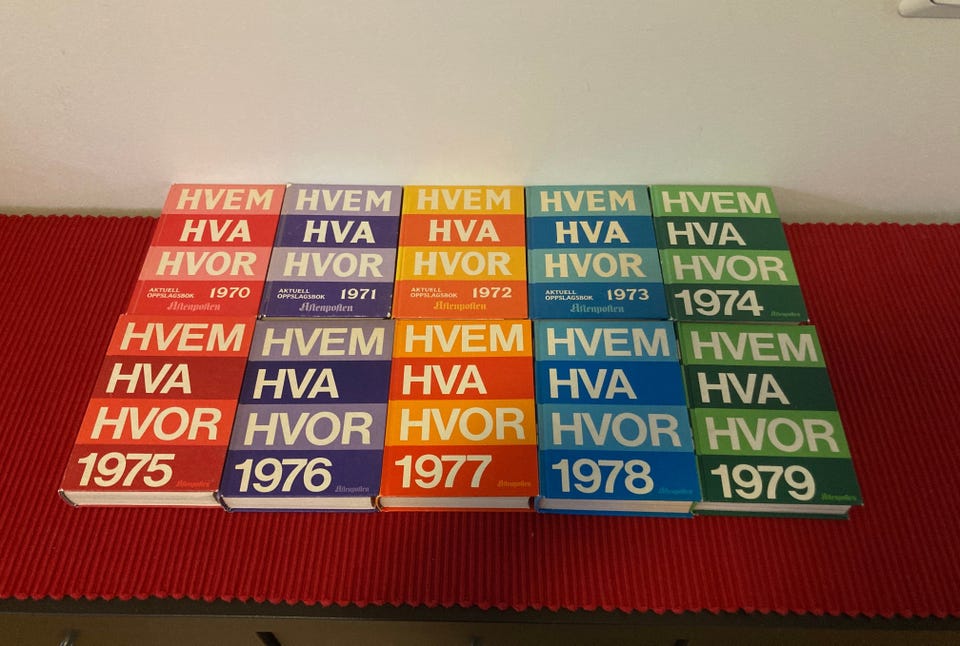 HVEM
HVA
HVOR
AKTUELL
OPPSLAGSBOK 1970
Aftenposten
HVEM
HVA
HVOR
AKTUELL
OPPSLAGSBOK 1971
Aftenposten
HVEM
HVA
HVOR
AKTUELL
OPPSLAGSBOK 1972
Aftenposten
HVEM
HVA
HVOR
AKTUELL
OPPSLAGSBOK 1973
Aftenposten
HVEM
HVA
HVOR
1974 Aftenposten
HVEM
HVA
HVOR
1975 Aftenposten
HVEM
HVA
HVOR
1976 Aftenposten
HVEM
HVA
HVOR
1977 Aftenposten
HVEM
HVA
HVOR
1978 Aftenposten
HVEM
HVA
HVOR
1979 Aftenposten